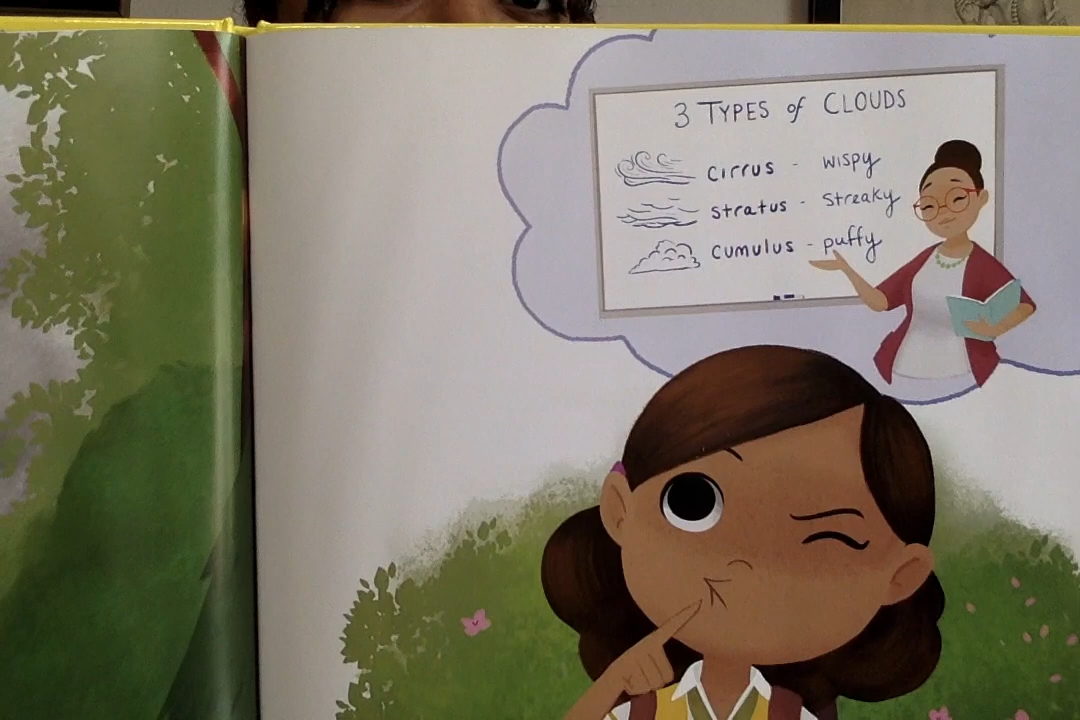 3 TYPES of CLOUDS
cirrus - wispy
stratus - streaky
cumulus - puffy